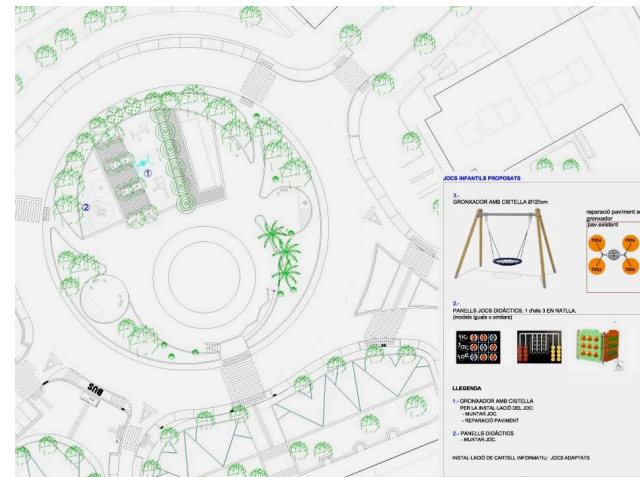 ①
②
BUS
JOCS INFANTILS PROPOSATS
3.-
GRONXADOR AMB CISTELLA Ø120cm
reparació paviment s
gronxador
pav.existent
nou
nou
nou
nou
2.-
PANELLS JOCS DIDÀCTICS, 1 d'ells 3 EN RATLLA.
(models iguals o similars)
LLEGENDA
1.- GRONXADOR AMB CISTELLA
PER LA INSTAL·LACIÓ DEL JOC:
- MUNTAR JOC
- REPARACIÓ PAVIMENT
2.- PANELLS DIDÀCTICS
- MUNTAR JOC.
INSTAL·LACIÓ DE CARTELL INFORMATIU: JOCS ADAPTATS